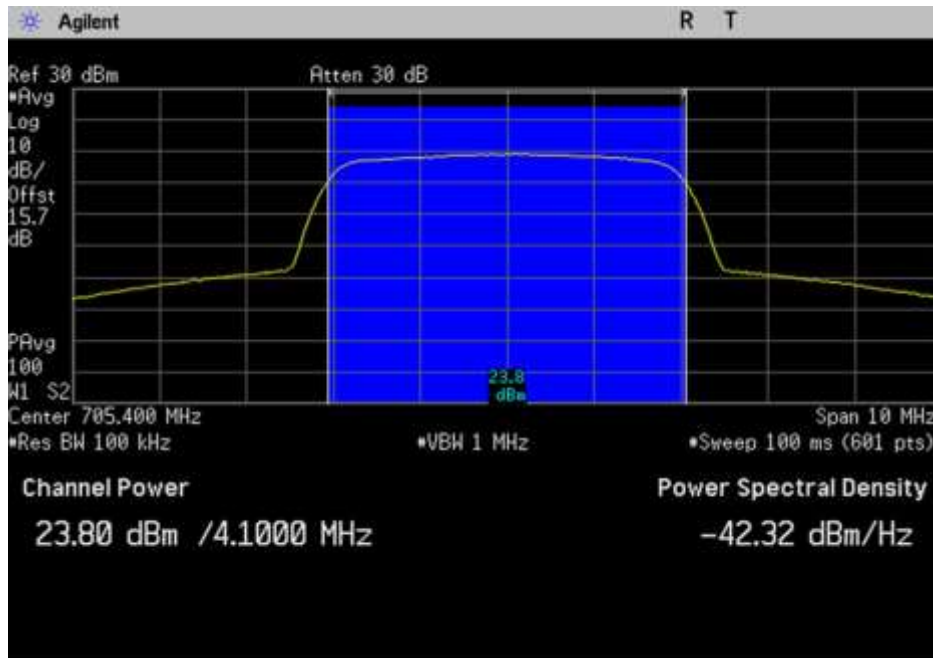 Agilent R T
Ref 30 dBm Atten 30 dB
*Avg
Log
10
dB/
Offst
15.7
dB
PAvg
100
W1 S2
23.8
dBm
Center 705.400 MHz Span 10 MHz
*Res BW 100 kHz *VBW 1 MHz *Sweep 100 ms (601 pts)
Channel Power Power Spectral Density
23.80 dBm /4.1000 MHz -42.32 dBm/Hz